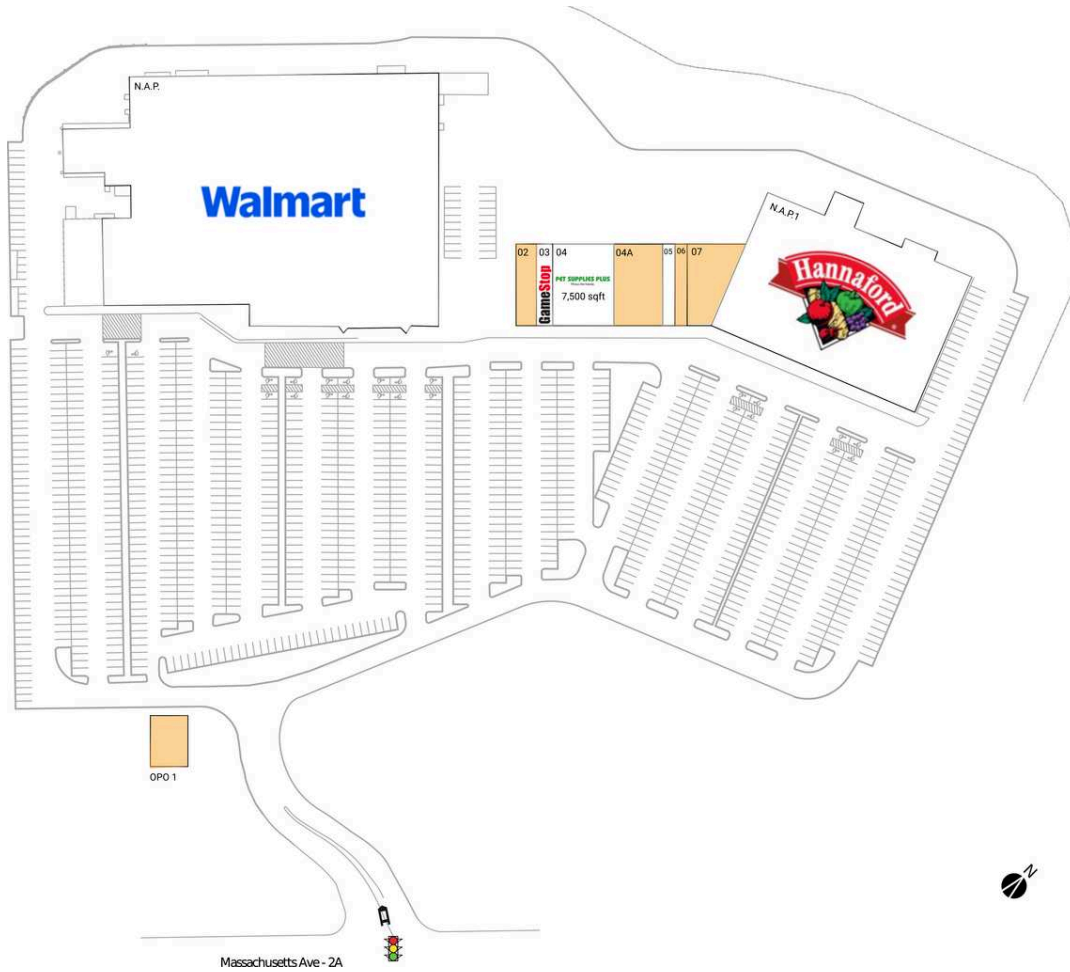 N.A.P.
Walmart
N.A.P.1
Hannaford
02
03
04
04A
05
06
07
GameStop
PET SUPPLIES PLUS
7,500 sqft
OPO 1
N
Massachusetts Ave - 2A